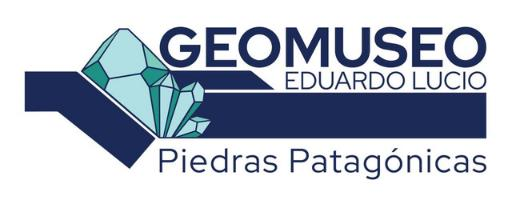 GEOMUSEO
EDUARDO LUCIO
Piedras Patagónicas